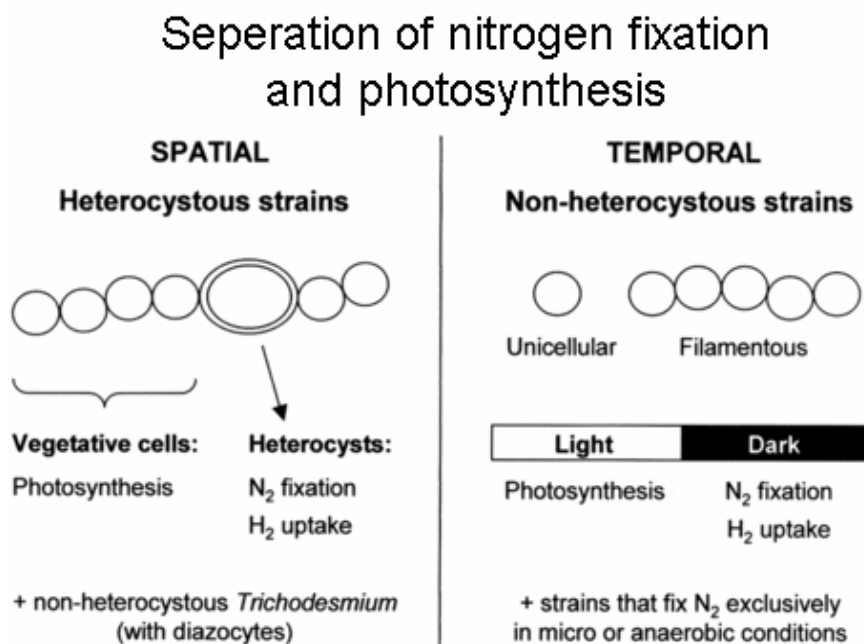 Seperation of nitrogen fixation
and photosynthesis
SPATIAL
Heterocystous strains
Vegetative cells:
Photosynthesis
Heterocysts:
N₂ fixation
H₂ uptake
+ non-heterocystous Trichodesmium
(with diazocytes)
TEMPORAL
Non-heterocystous strains
Unicellular
Filamentous
Light
Dark
Photosynthesis
N₂ fixation
H₂ uptake
+ strains that fix N₂ exclusively
in micro or anaerobic conditions